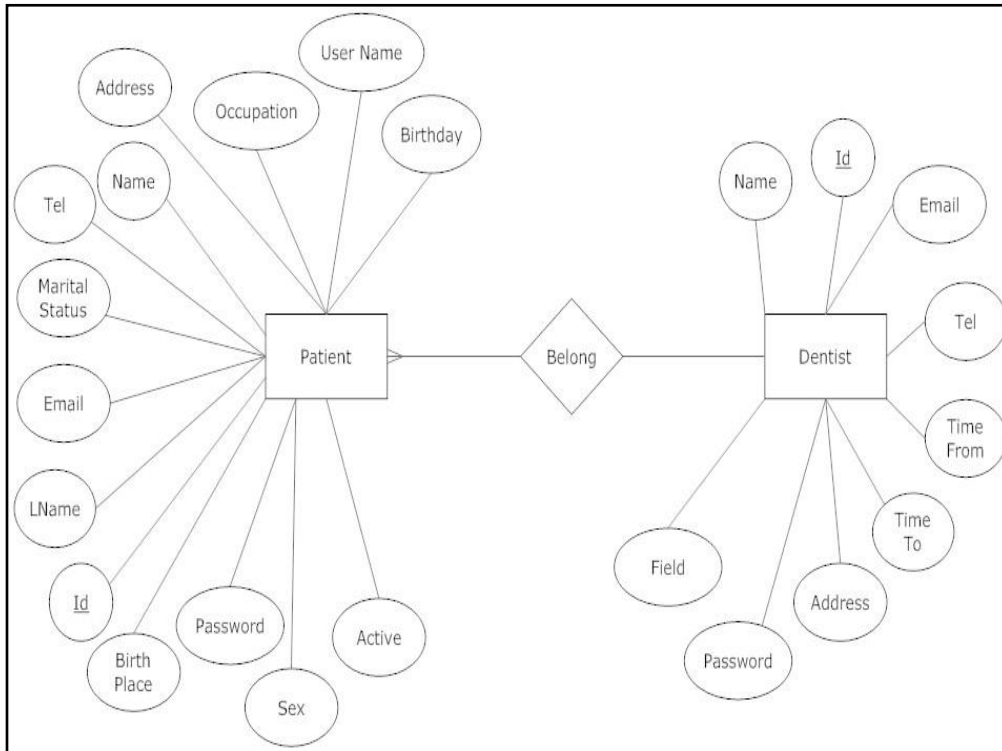 User Name
Address
Occupation
Birthday
Name
Tel
Marital
Status
Email
LName
Id
Birth
Place
Password
Sex
Active
Patient
Belong
Dentist
Name
Id
Email
Tel
Time
From
Time
To
Address
Password
Field